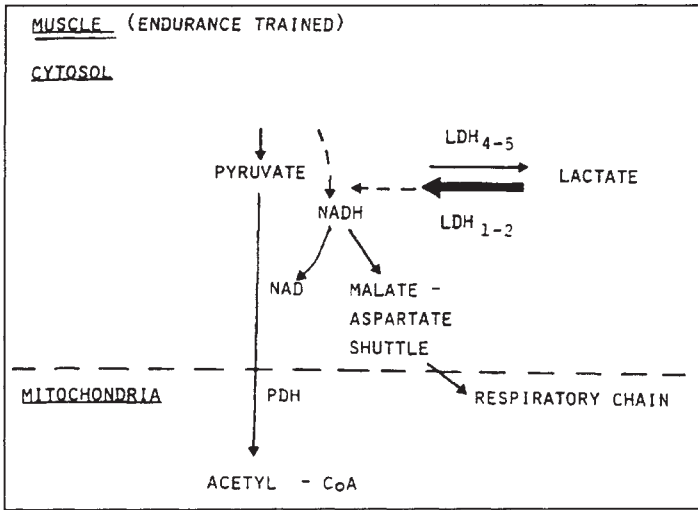 MUSCLE (ENDURANCE TRAINED)
CYTOSOL
LDH4-5
PYRUVATE
LACTATE
NADH
LDH1-2
NAD
MALATE -
ASPARTATE
SHUTTLE
MITOCHONDRIA
PDH
RESPIRATORY CHAIN
ACETYL - CoA